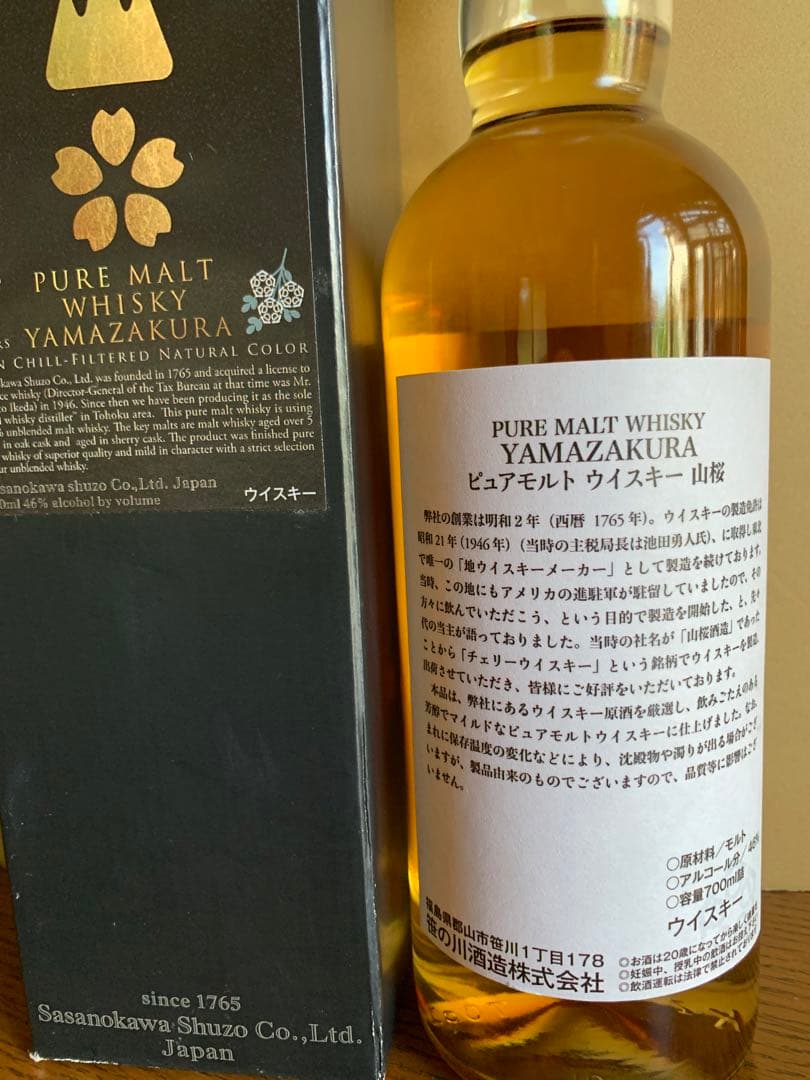 PURE MALT
WHISKY
YAMAZAKURA
N CHILL-FILTERED NATURAL COLOR
kawa Shuzo Co., Ltd. was founded in 1765 and acquired a license to
ce whisky (Director-General of the Tax Bureau at that time was Mr.
to Ikeda) in 1946. Since then we have been producing it as the sole
l whisky distiller" in Tohoku area. This pure malt whisky is using
% unblended malt whisky. The key malts are malt whisky aged over 5
in oak cask and aged in sherry cask. The product was finished pure
whisky of superior quality and mild in character with a strict selection
ur unblended whisky.
asanokawa shuzo Co.,Ltd. Japan
0ml 46% alcohol by volume
ウイスキー
since 1765
Sasanokawa Shuzo Co.,Ltd.
Japan
PURE MALT WHISKY
YAMAZAKURA
ピュアモルト ウイスキー 山桜
弊社の創業は明和2年(西暦 1765年)。ウイスキーの製造免許は
昭和21年(1946年)(当時の主税局長は池田勇人氏)、に取得し東北
で唯一の「地ウイスキーメーカー」として製造を続けております。
当時、この地にもアメリカの進駐軍が駐留していましたので、その
方々に飲んでいただこう、という目的で製造を開始した、と、先々
代の当主が語っておりました。当時の社名が「山桜酒造」であった
ことから「チェリーウイスキー」という銘柄でウイスキーを製造、
出荷させていただき、皆様にご好評をいただいております。
本品は、弊社にあるウイスキー原酒を厳選し、飲みごたえのある
芳醇でマイルドなピュアモルトウイスキーに仕上げました。なお、
まれに保存温度の変化などにより、沈殿物や濁りが出る場合がござ
いますが、製品由来のものでございますので、品質等に影響はござ
いません。
○原材料/モルト
○アルコール分/46%
○容量700ml詰
ウイスキー
福島県郡山市笹川1丁目178
笹の川酒造株式会社
○お酒は20歳になってから楽しく
○妊娠中、授乳中の飲酒はお控え
○飲酒運転は法律で禁止されて